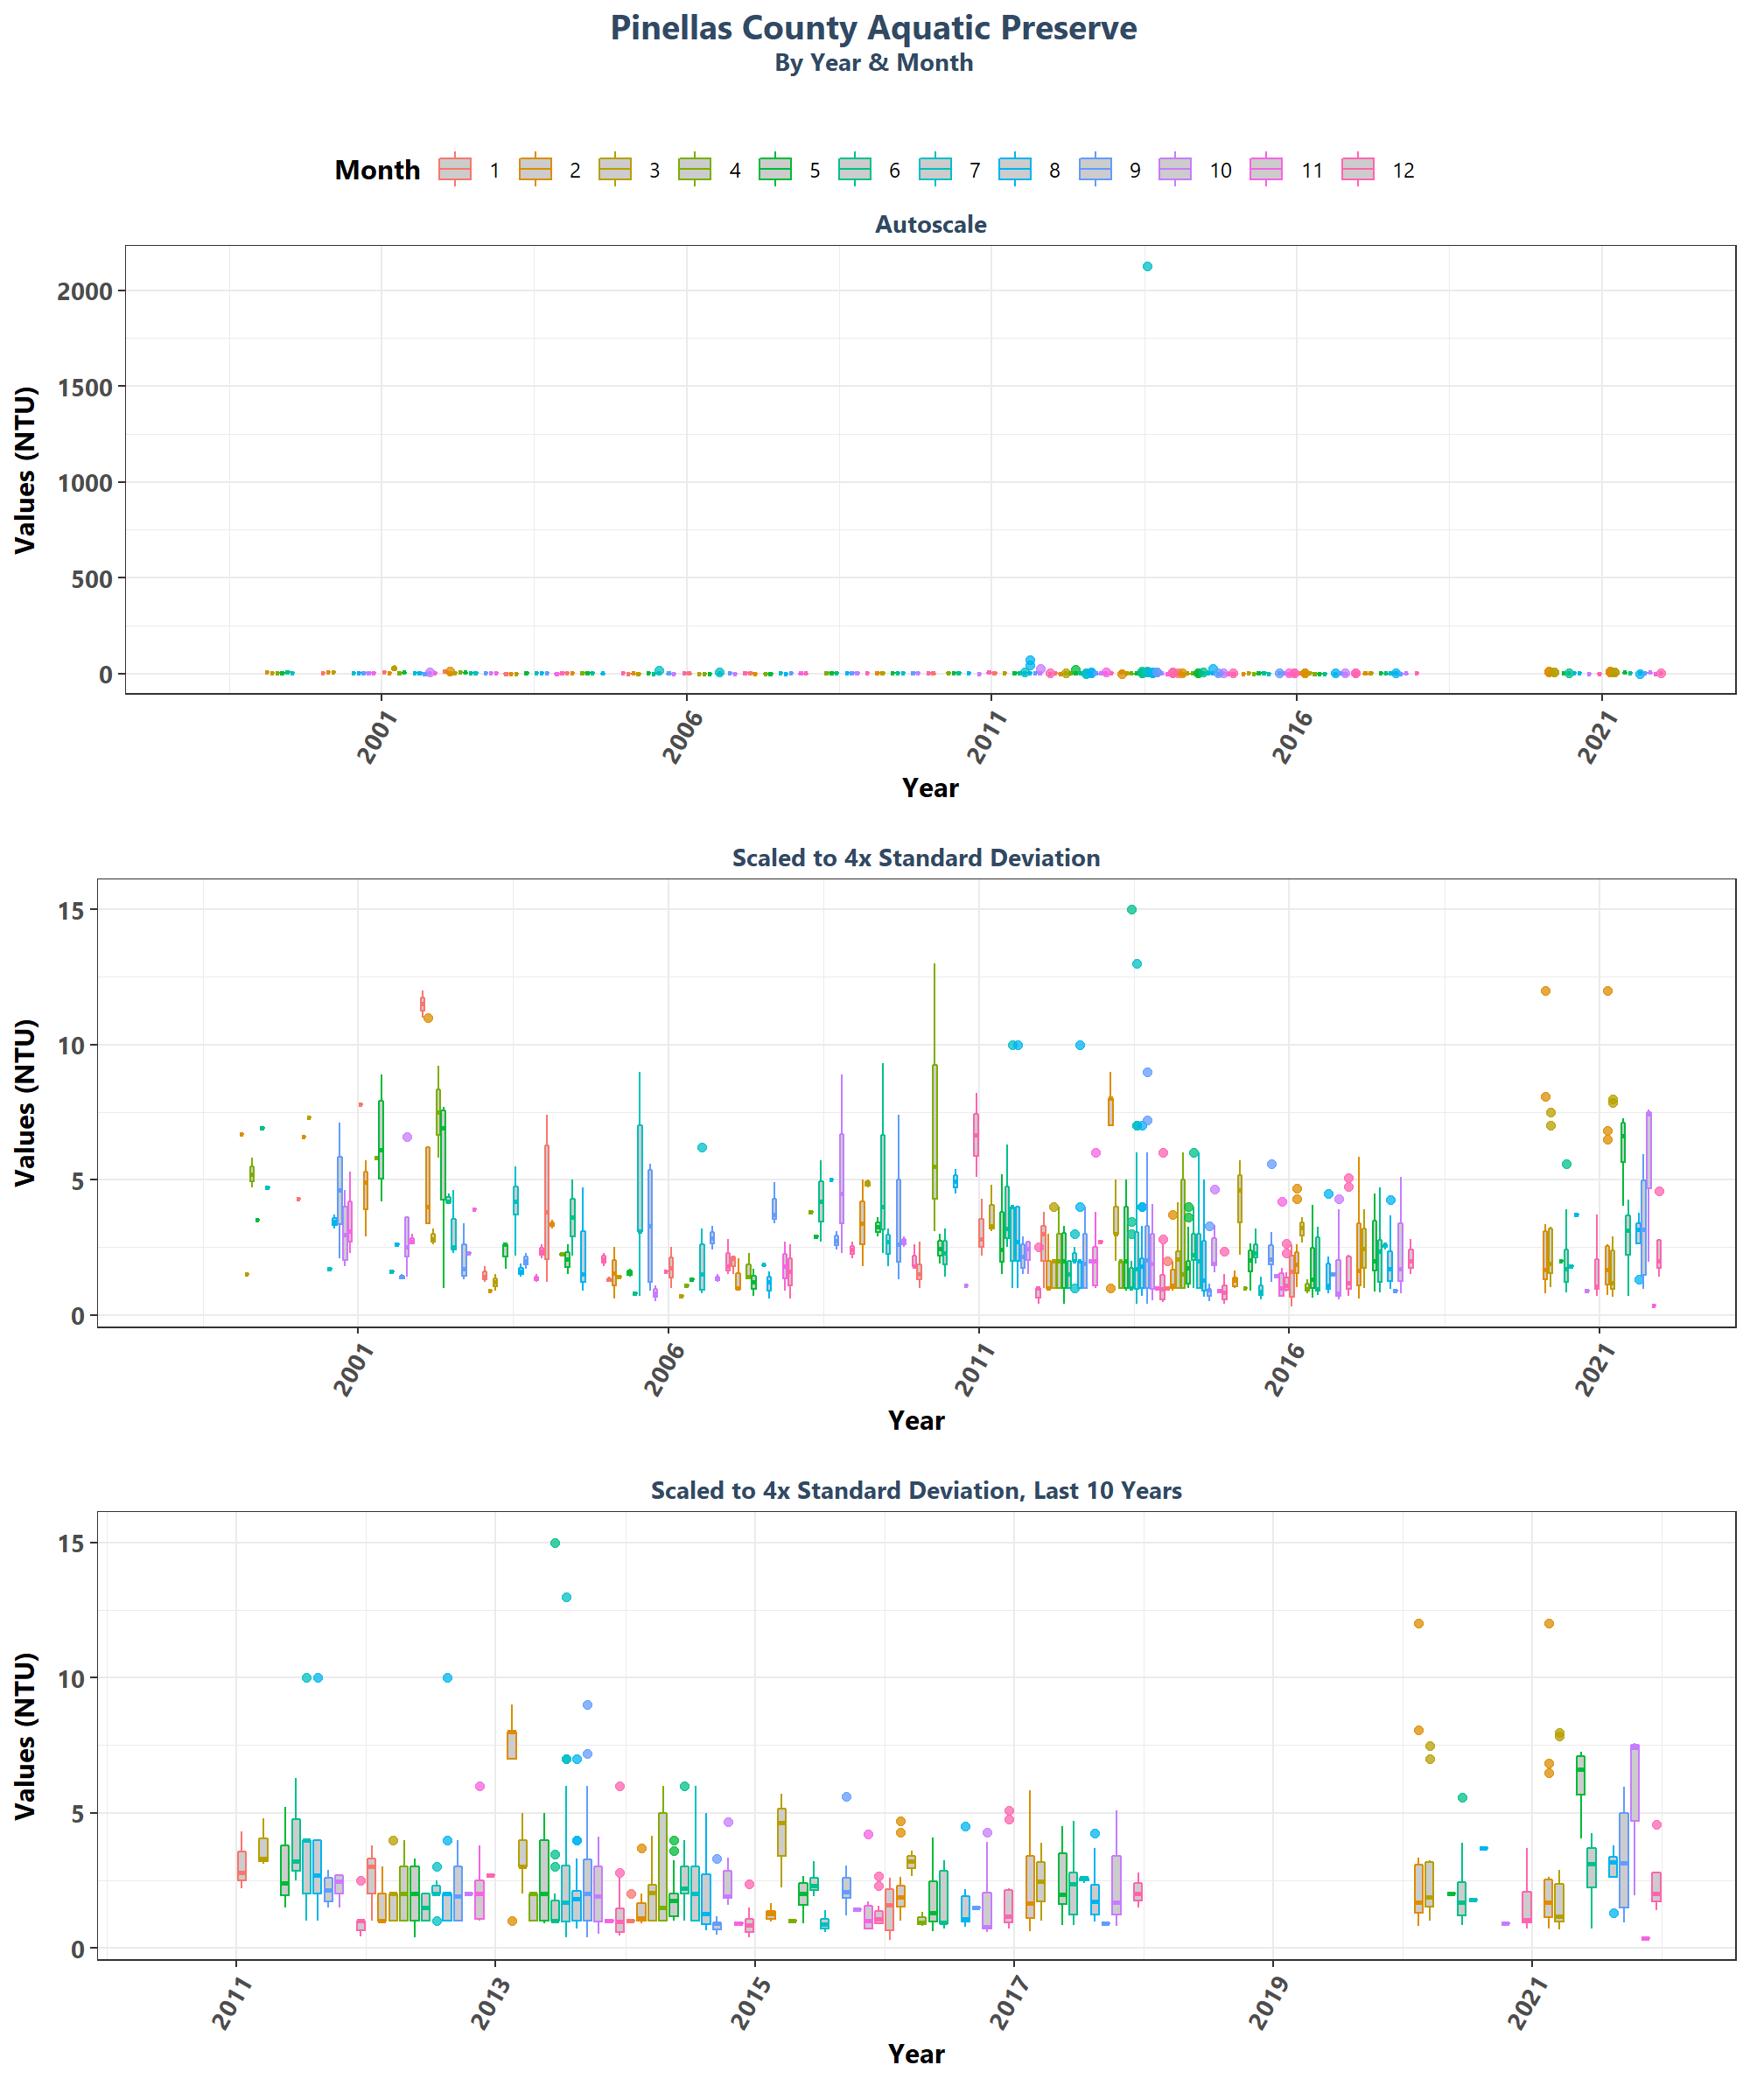 Pinellas County Aquatic Preserve
By Year & Month
Month 1 2 3 4 5 6 7 8 9 10 11 12
Autoscale
Values (NTU)
2000
1500
1000
500
0
2001 2006 2011 2016 2021
Year
Scaled to 4x Standard Deviation
Values (NTU)
15
10
5
0
2001 2006 2011 2016 2021
Year
Scaled to 4x Standard Deviation, Last 10 Years
Values (NTU)
15
10
5
0
2011 2013 2015 2017 2019 2021
Year